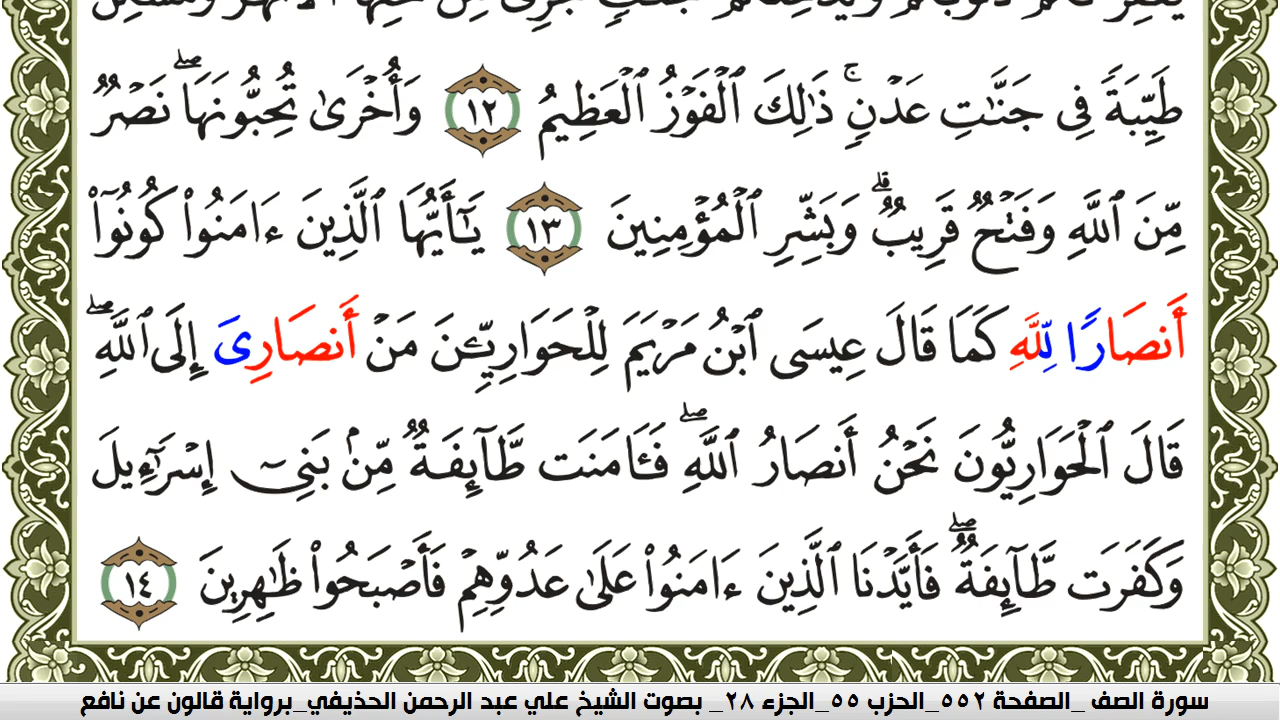 طَيِّبَةً فِى جَنَّٰتِ عَدْنٍۚ ذَٰلِكَ ٱلْفَوْزُ ٱلْعَظِيمُ ١٢ وَأُخْرَىٰ تُحِبُّونَهَاۖ نَصْرٌ
مِّنَ ٱللَّهِ وَفَتْحٌ قَرِيبٌۗ وَبَشِّرِ ٱلْمُؤْمِنِينَ ١٣ يَٰٓأَيُّهَا ٱلَّذِينَ ءَامَنُوا۟ كُونُوٓا۟
أَنصَارًا لِّلَّهِ كَمَا قَالَ عِيسَى ٱبْنُ مَرْيَمَ لِلْحَوَارِيِّـۧنَ مَنْ أَنصَارِىَ إِلَى ٱللَّهِۖ
قَالَ ٱلْحَوَارِيُّونَ نَحْنُ أَنصَارُ ٱللَّهِۖ فَـَٔامَنَت طَّآئِفَةٌ مِّنۢ بَنِىٓ إِسْرَٰٓءِيلَ
وَكَفَرَت طَّآئِفَةٌۖ فَأَيَّدْنَا ٱلَّذِينَ ءَامَنُوا۟ عَلَىٰ عَدُوِّهِمْ فَأَصْبَحُوا۟ ظَٰهِرِينَ ١٤
سورة الصف _الصفحة ٥٥٢_الحزب ٥٥_الجزء ٢٨_ بصوت الشيخ علي عبد الرحمن الحذيفي_برواية قالون عن نافع